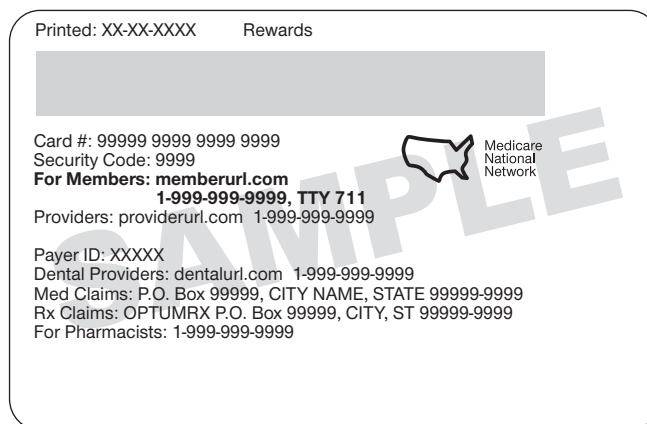 Printed: XX-XX-XXXX Rewards
Card #: 99999 9999 9999 9999
Security Code: 9999
For Members: memberurl.com
1-999-999-9999, TTY 711
Providers: providerurl.com 1-999-999-9999
Medicare
National
Network
Payer ID: XXXXX
Dental Providers: dentalurl.com 1-999-999-9999
Med Claims: P.O. Box 99999, CITY NAME, STATE 99999-9999
Rx Claims: OPTUMRX P.O. Box 99999, CITY, ST 99999-9999
For Pharmacists: 1-999-999-9999
SAMPLE